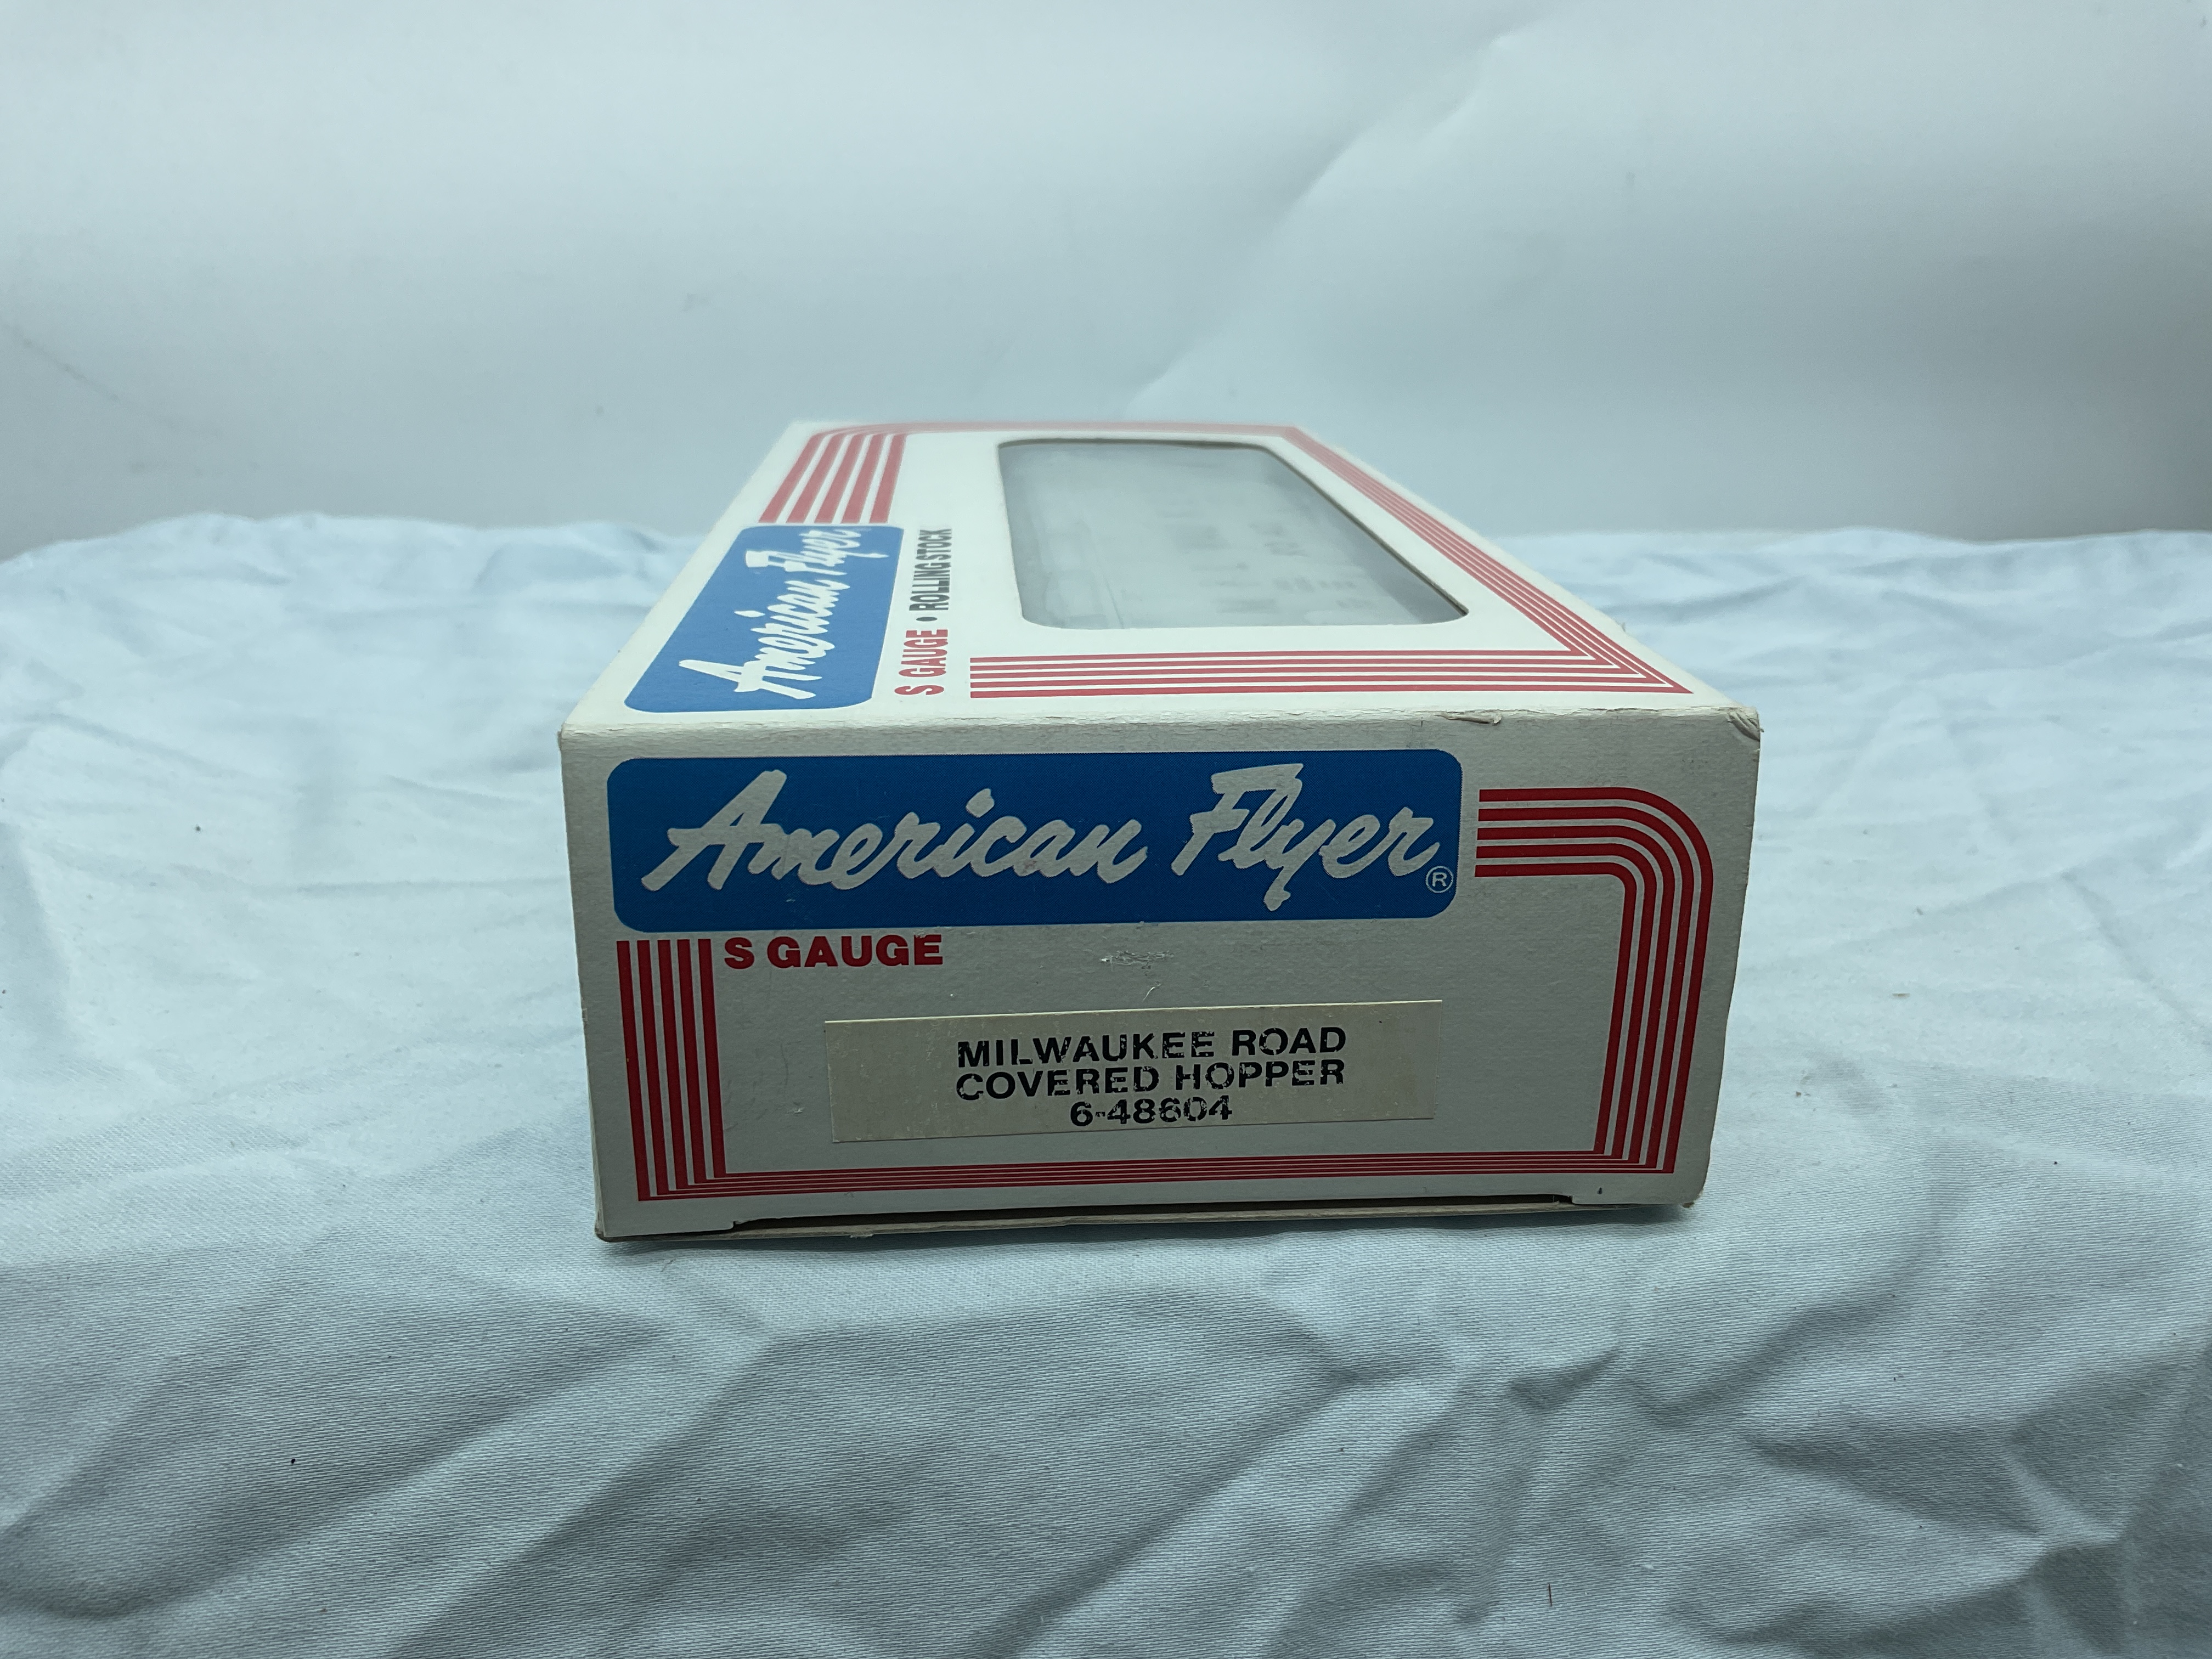 American Flyer
S GAUGE • ROLLING STOCK
American Flyer®
S GAUGE
MILWAUKEE ROAD
COVERED HOPPER
6-48604